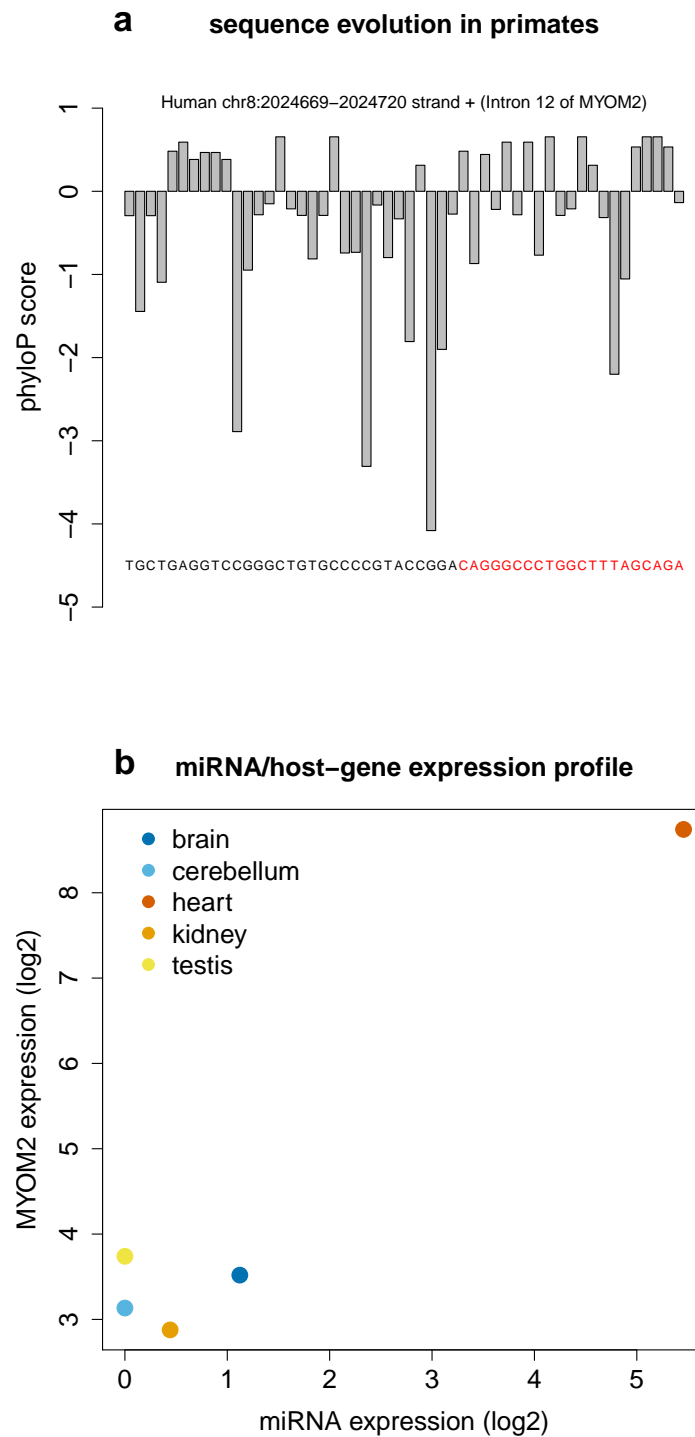 a sequence evolution in primates
Human chr8:2024669−2024720 strand + (Intron 12 of MYOM2)
1
0
−1
−2
−3
−4
−5
phyloP score
TGCTGAGGTCCGGGCTGTGCCCCGTACCGGACAGGGCCCTGGCTTTAGCAGA
b miRNA/host−gene expression profile
brain
cerebellum
heart
kidney
testis
8
7
6
5
4
3
MYOM2 expression (log2)
0 1 2 3 4 5
miRNA expression (log2)